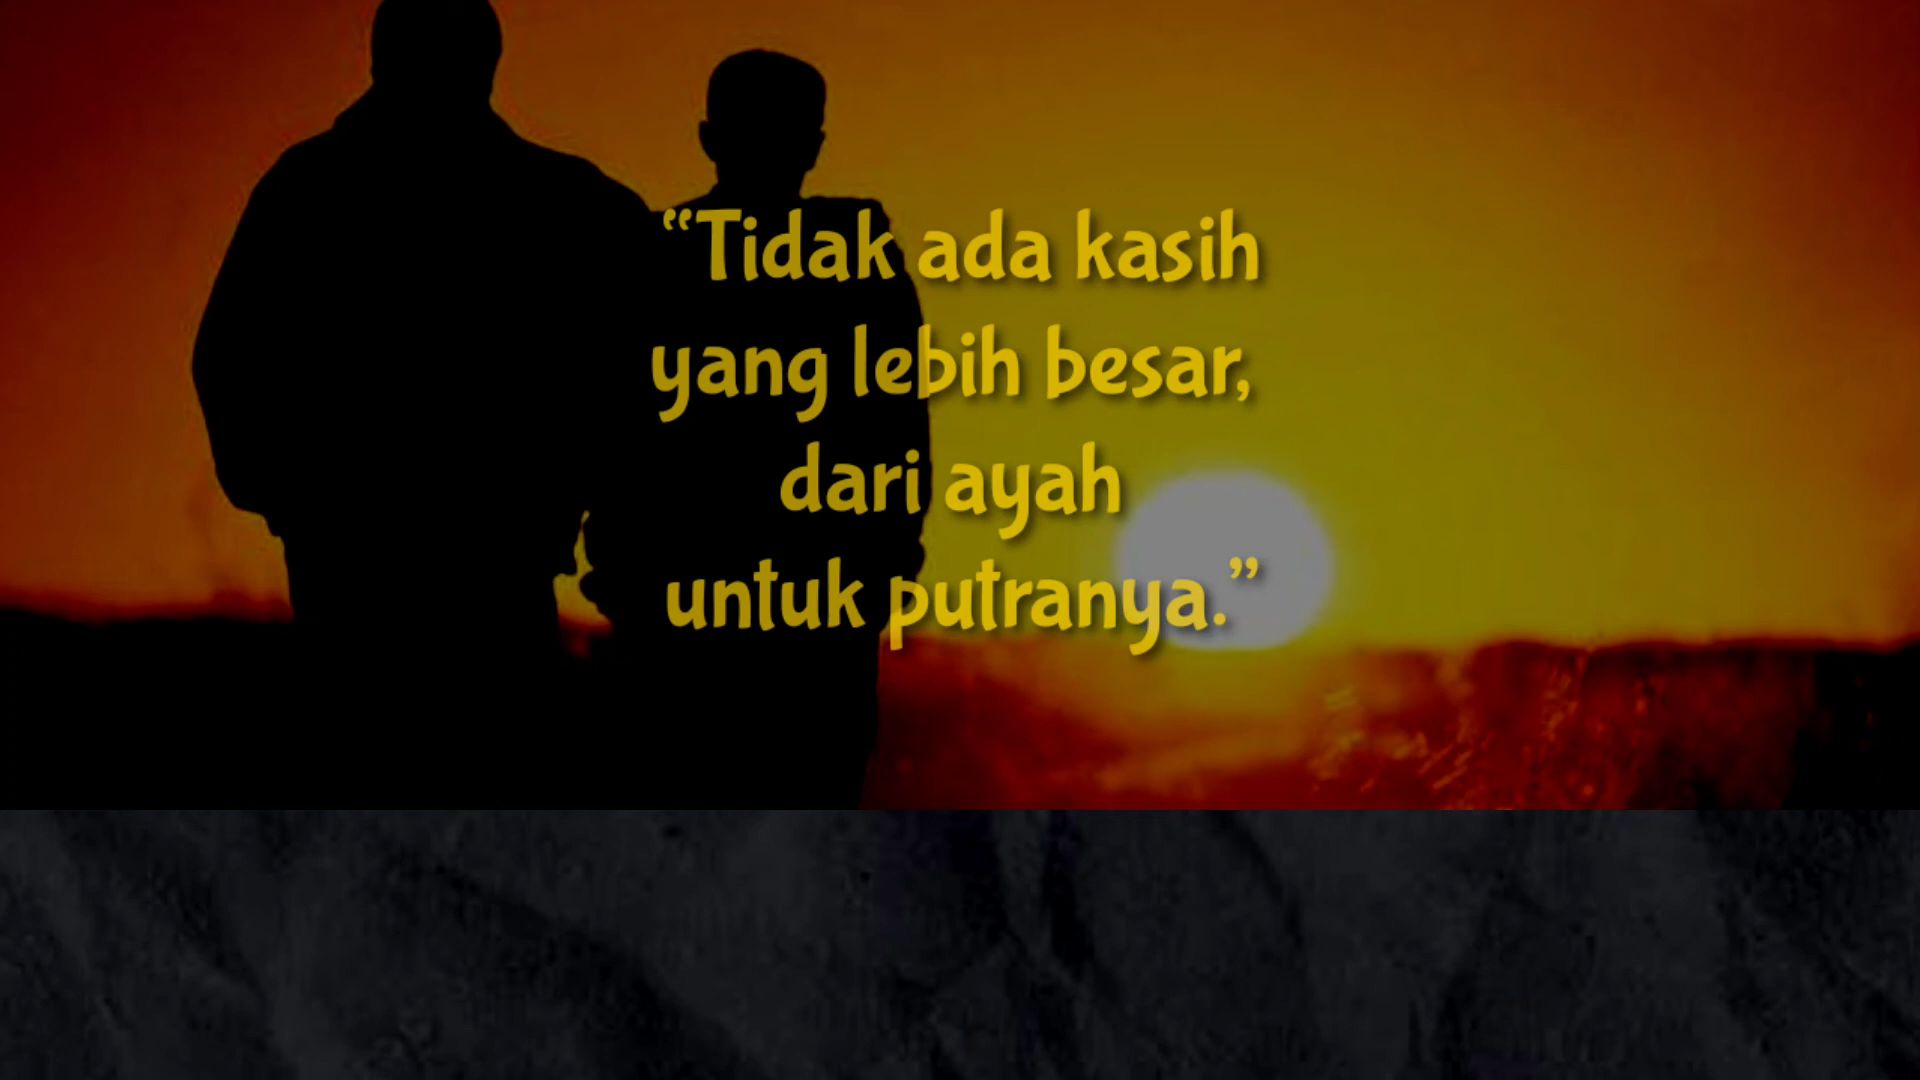 “Tidak ada kasih
yang lebih besar,
dari ayah
untuk putranya.”